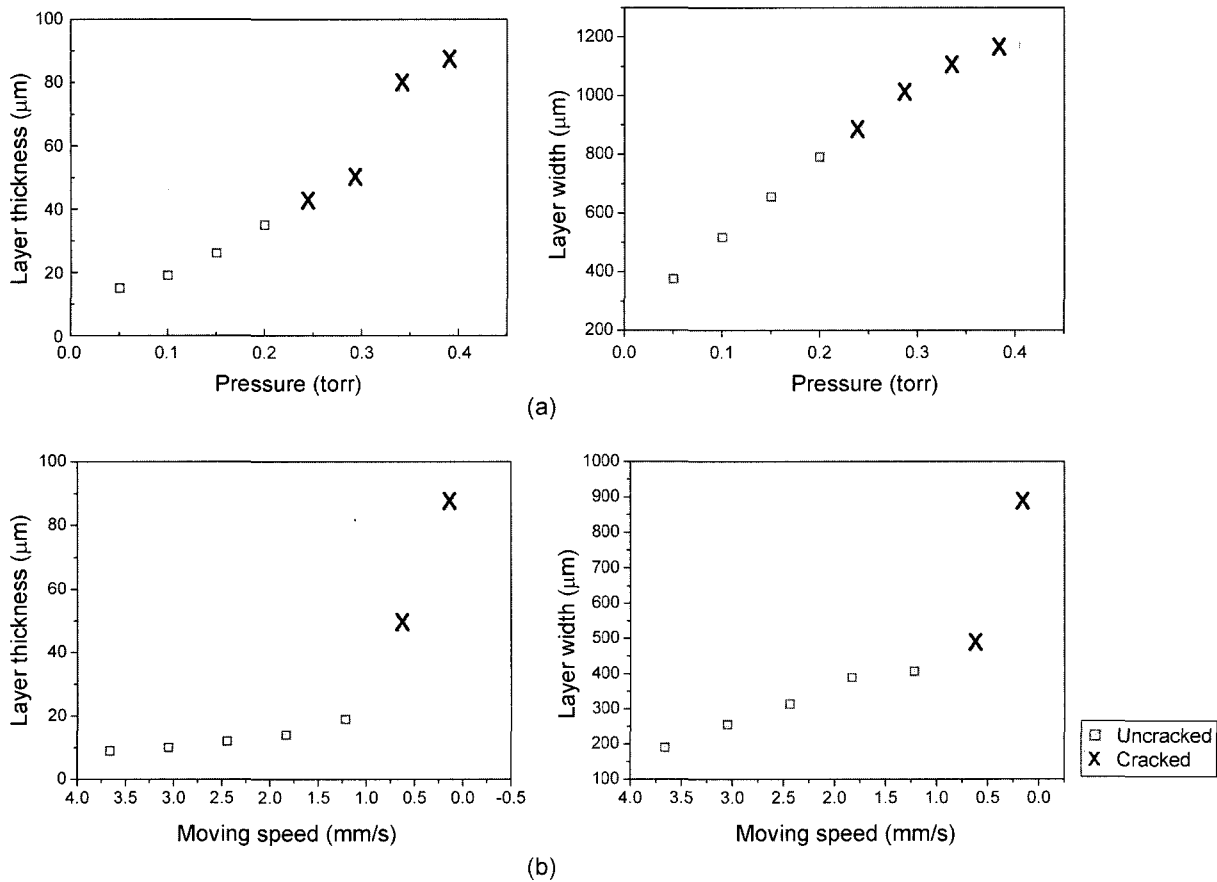 Layer thickness (μm)
100
80
60
40
20
0
0.0 0.1 0.2 0.3 0.4
Pressure (torr)
Layer width (μm)
1200
1000
800
600
400
200
0.0 0.1 0.2 0.3 0.4
Pressure (torr)
(a)
Layer thickness (μm)
100
80
60
40
20
0
4.0 3.5 3.0 2.5 2.0 1.5 1.0 0.5 0.0 -0.5
Moving speed (mm/s)
Layer width (μm)
1000
900
800
700
600
500
400
300
200
100
4.0 3.5 3.0 2.5 2.0 1.5 1.0 0.5 0.0
Moving speed (mm/s)
Uncracked
Cracked
(b)